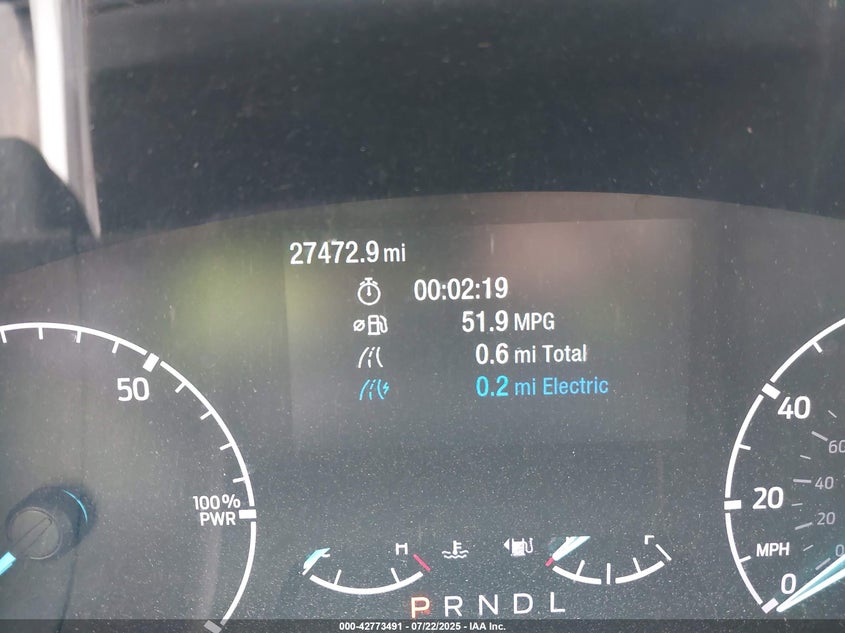 27472.9 mi
00:02:19
51.9 MPG
0.6 mi Total
0.2 mi Electric
50
100%
PWR
40
20
0
MPH
60
40
20
0
H
P R N D L
000-42773491 - 07/22/2025 - IAA Inc.